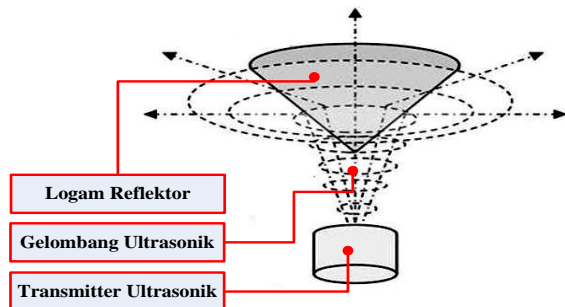 Logam Reflektor
Gelombang Ultrasonik
Transmitter Ultrasonik